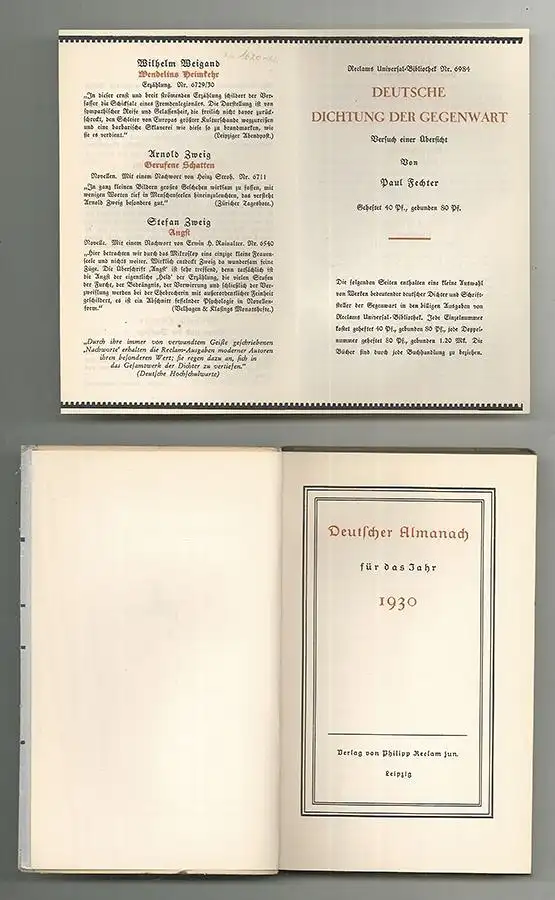 Wilhelm Weigand
Wendelins Heimkehr
Erzählung. Nr. 6729/30
„In dieser ernst und breit strömenden Erzählung schildert der Ver-
fasser die Schicksale eines Fremdenlegionärs. Die Darstellung ist von
sympathischer Reife und Gelassenheit, die freilich nicht davor zurück-
schreckt, den Schleier von Europas größter Kulturschande wegzureißen
und eine barbarische Sklaverei wie diese so zu brandmarken, wie
sie es verdient.“ (Leipziger Abendpost.)
Arnold Zweig
Gerufene Schatten
Novellen. Mit einem Nachwort von Heinz Stroh. Nr. 6711
„In ganz kleinen Bildern großes Geschehen wirksam zu fassen, mit
wenigen Worten tief in Menschenseelen hineinzuleuchten, das versteht
Arnold Zweig besonders gut.“ (Züricher Tagesbote.)
Stefan Zweig
Angst
Novelle. Mit einem Nachwort von Erwin H. Rainalter. Nr. 6540
„Hier betrachten wir durch das Mikroskop eine einzige kleine Frauen-
seele und nichts weiter. Wirklich entdeckt Zweig da wundersam feine
Züge. Die Überschrift ‚Angst‘ ist sehr treffend, denn tatsächlich ist
die Angst der eigentliche ‚Held‘ der Erzählung, die vielen Stufen
der Furcht, der Bedrängnis, der Verwirrung und schließlich der Ver-
zweiflung werden bei der Ehebrecherin mit außerordentlicher Feinheit
geschildert, es ist ein Abschnitt fesselnder Psychologie in Novellen-
form.“ (Velhagen & Klasings Monatshefte.)
*
„Durch ihre immer von verwandtem Geiste geschriebenen
‚Nachworte‘ erhalten die Reclam-Ausgaben moderner Autoren
ihren besonderen Wert; sie regen dazu an, sich in
das Gesamtwerk der Dichter zu vertiefen.“
(Deutsche Hochschulwarte)
Reclams Universal-Bibliothek Nr. 6984
DEUTSCHE
DICHTUNG DER GEGENWART
Versuch einer Übersicht
Von
Paul Fechter
Geheftet 40 Pf., gebunden 80 Pf.
Die folgenden Seiten enthalten eine kleine Auswahl
von Werken bedeutender deutscher Dichter und Schrift-
steller der Gegenwart in den billigen Ausgaben von
Reclams Universal-Bibliothek. Jede Einzelnummer
kostet geheftet 40 Pf., gebunden 80 Pf., jede Doppel-
nummer geheftet 80 Pf., gebunden 1.20 Mk. Die
Bücher sind durch jede Buchhandlung zu beziehen.
Deutscher Almanach
für das Jahr
1930
Verlag von Philipp Reclam jun.
Leipzig